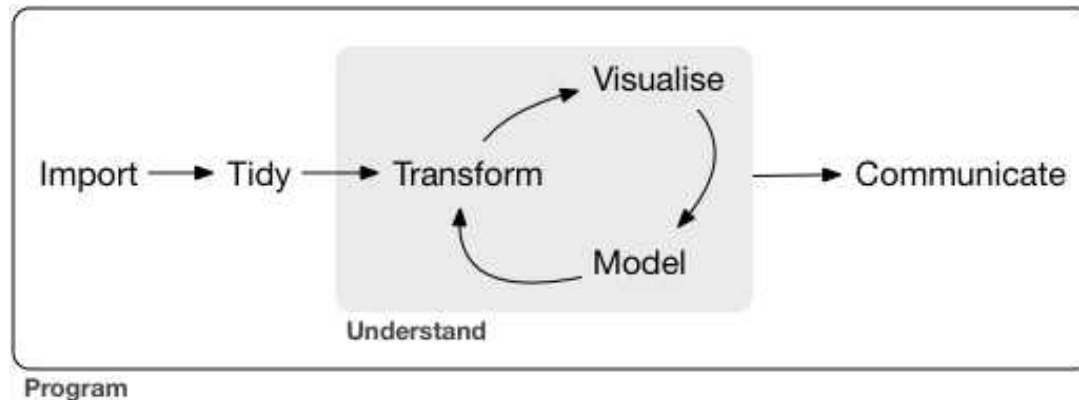 Visualise
Import
Tidy
Transform
Communicate
Model
Understand
Program